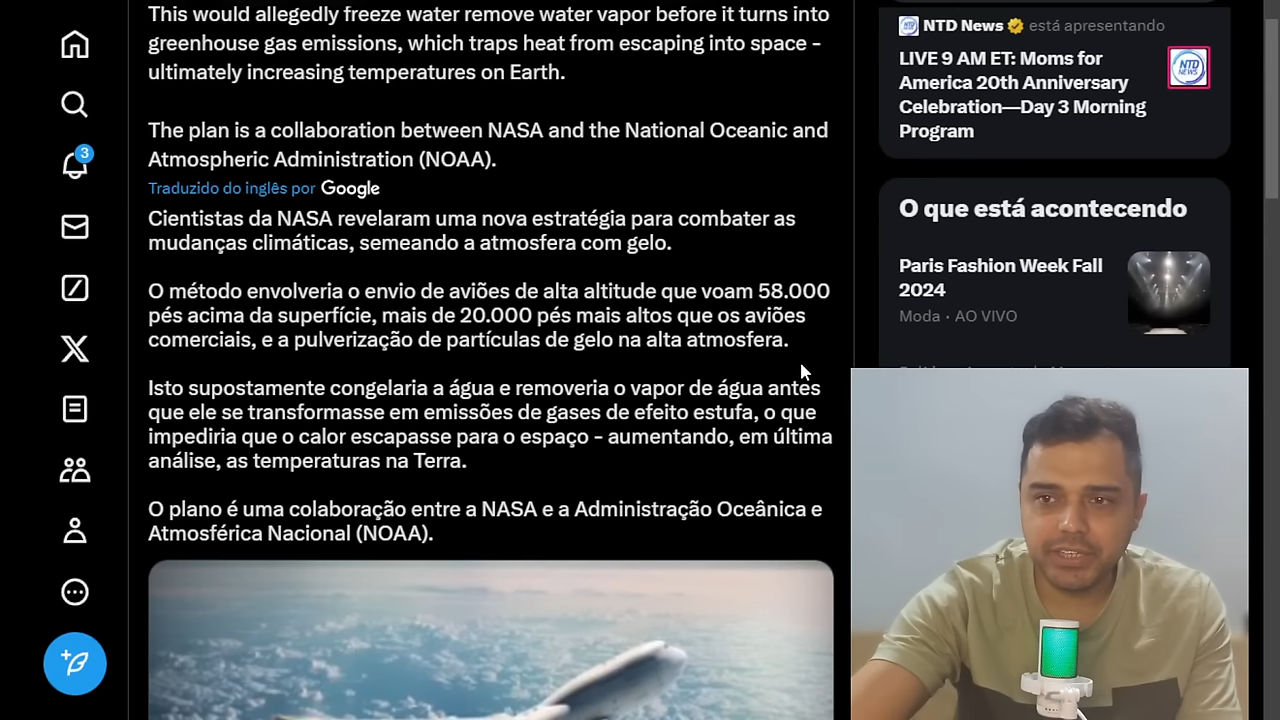 This would allegedly freeze water remove water vapor before it turns into
greenhouse gas emissions, which traps heat from escaping into space -
ultimately increasing temperatures on Earth.
The plan is a collaboration between NASA and the National Oceanic and
Atmospheric Administration (NOAA).
Traduzido do inglês por Google
Cientistas da NASA revelaram uma nova estratégia para combater as
mudanças climáticas, semeando a atmosfera com gelo.
O método envolveria o envio de aviões de alta altitude que voam 58.000
pés acima da superfície, mais de 20.000 pés mais altos que os aviões
comerciais, e a pulverização de partículas de gelo na alta atmosfera.
Isto supostamente congelaria a água e removeria o vapor de água antes
que ele se transformasse em emissões de gases de efeito estufa, o que
impediria que o calor escapasse para o espaço - aumentando, em última
análise, as temperaturas na Terra.
O plano é uma colaboração entre a NASA e a Administração Oceânica e
Atmosférica Nacional (NOAA).
3
NTD News está apresentando
LIVE 9 AM ET: Moms for
America 20th Anniversary
Celebration—Day 3 Morning
Program
NTD
NEWS
O que está acontecendo
Paris Fashion Week Fall
2024
Moda · AO VIVO